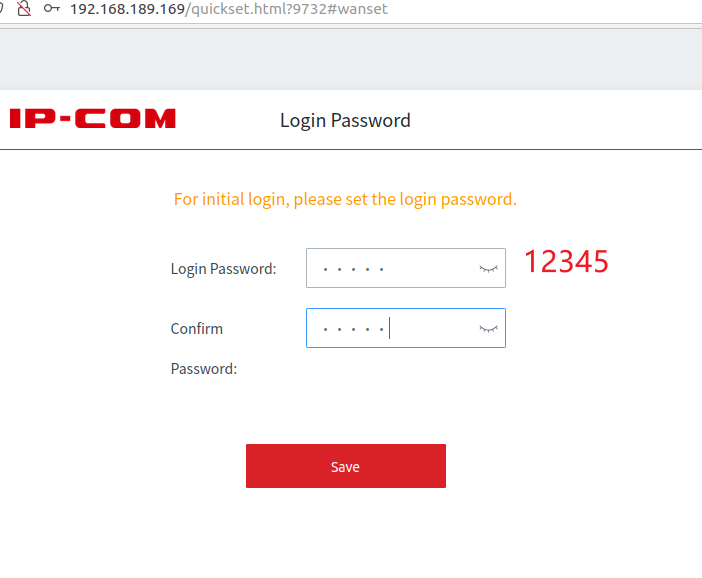 192.168.189.169/quickset.html?9732#wanset
IP-COM
Login Password
For initial login, please set the login password.
Login Password:
12345
Confirm
Password:
Save